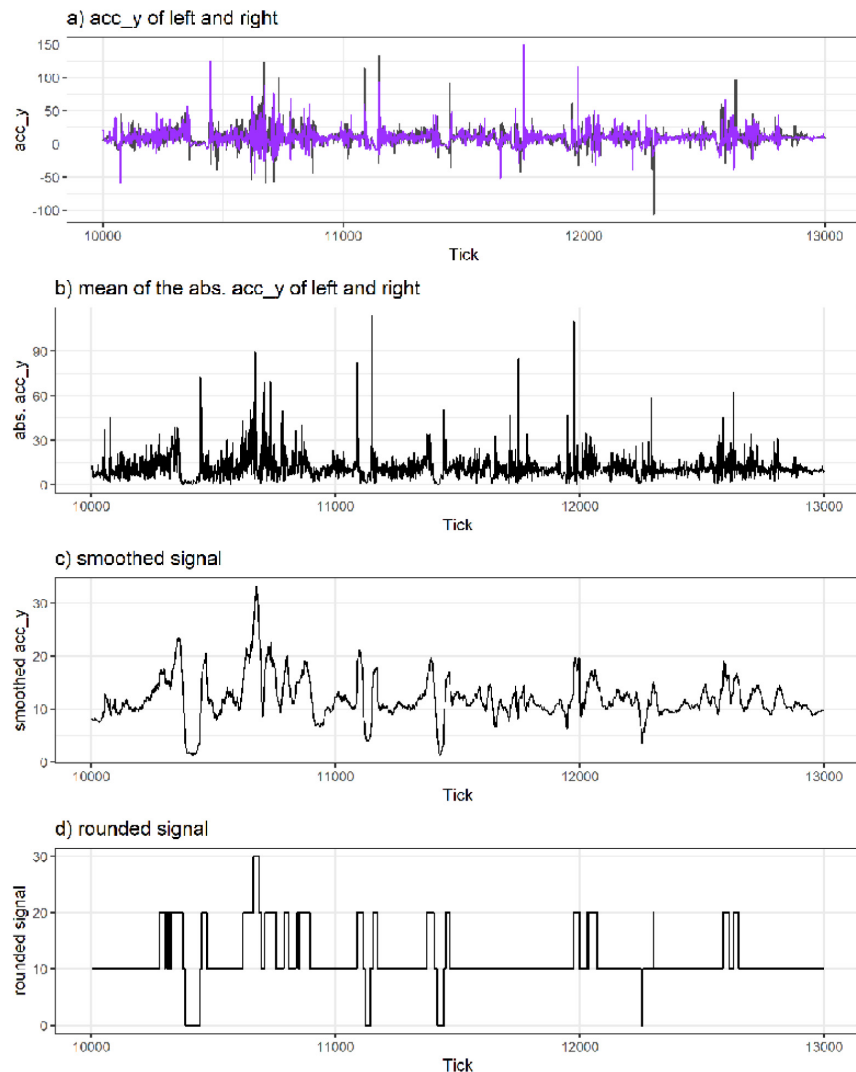 a) acc_y of left and right
150
100
50
0
-50
-100
acc_y
10000 11000 12000 13000
Tick
b) mean of the abs. acc_y of left and right
90
60
30
0
abs. acc_y
10000 11000 12000 13000
Tick
c) smoothed signal
30
20
10
0
smoothed acc_y
10000 11000 12000 13000
Tick
d) rounded signal
30
20
10
0
rounded signal
10000 11000 12000 13000
Tick